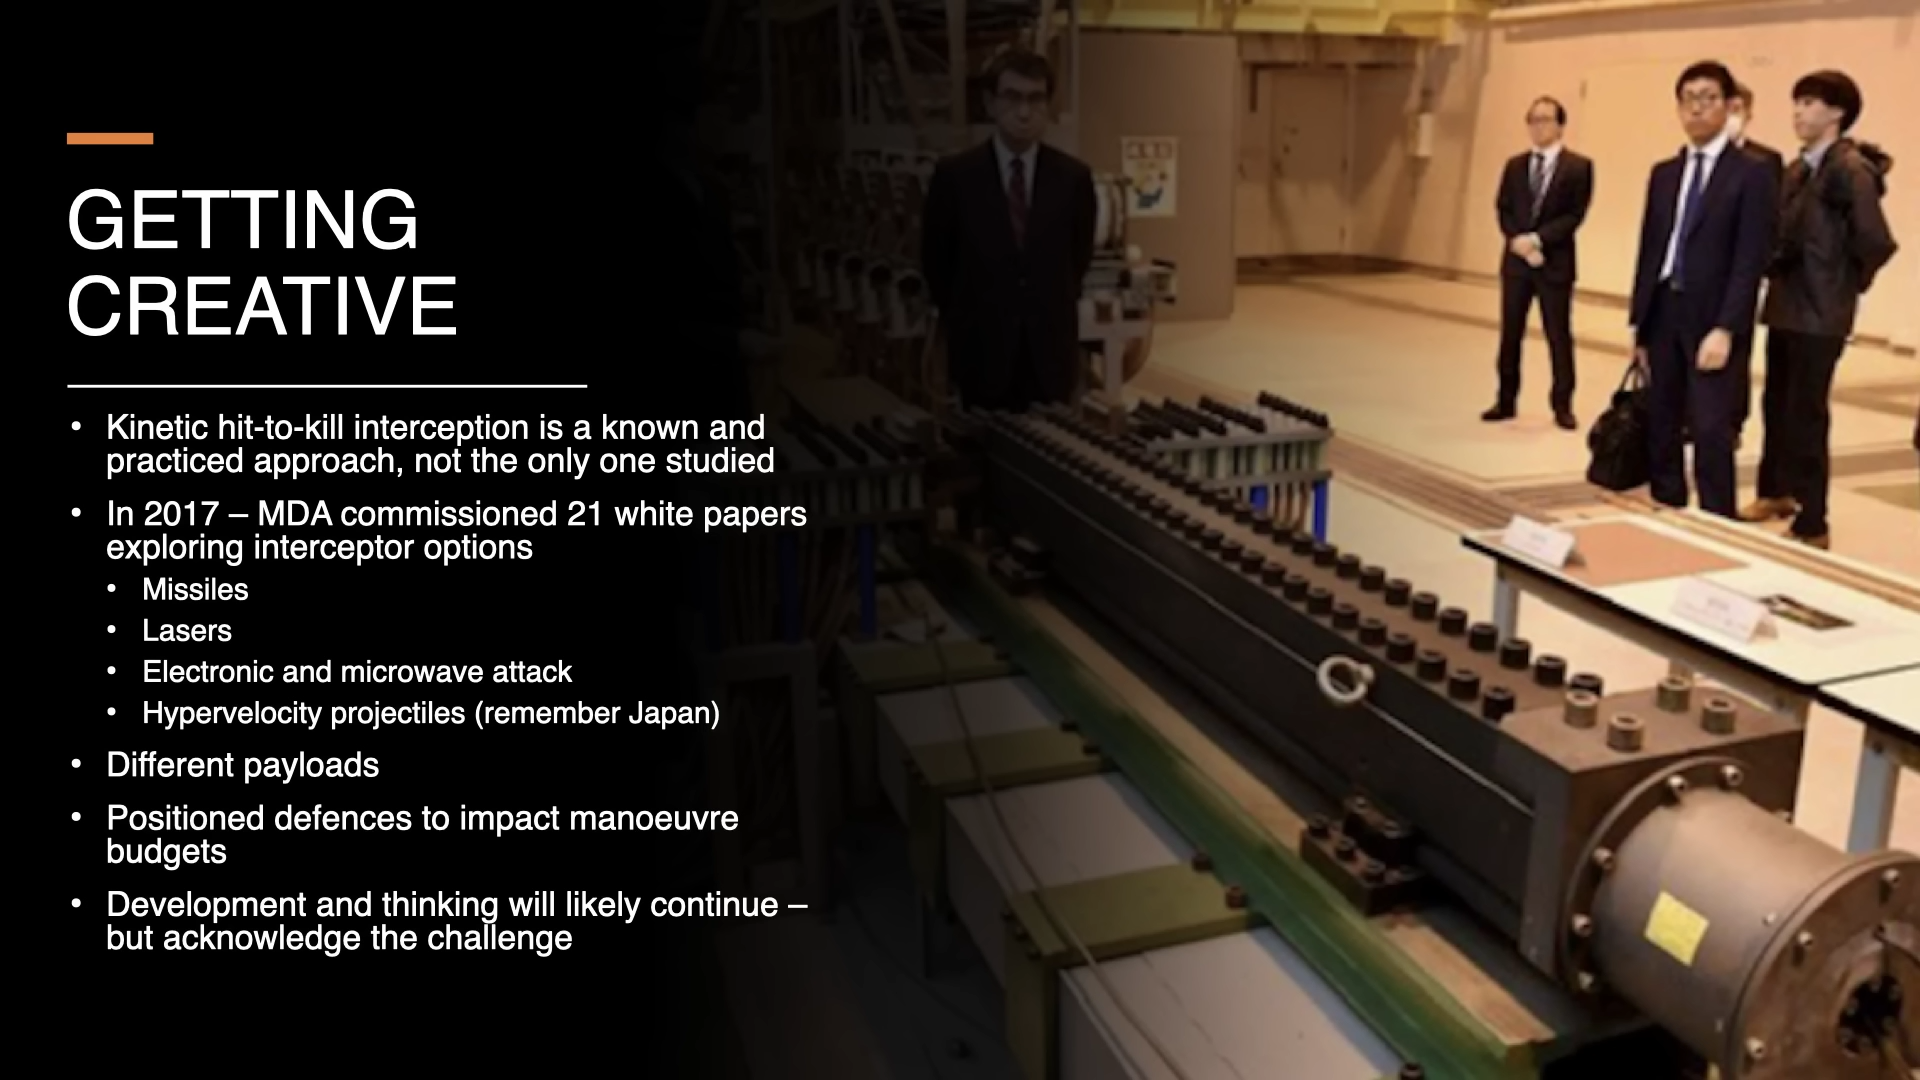 GETTING
CREATIVE
• Kinetic hit-to-kill interception is a known and
practiced approach, not the only one studied
• In 2017 – MDA commissioned 21 white papers
exploring interceptor options
• Missiles
• Lasers
• Electronic and microwave attack
• Hypervelocity projectiles (remember Japan)
• Different payloads
• Positioned defences to impact manoeuvre
budgets
• Development and thinking will likely continue –
but acknowledge the challenge